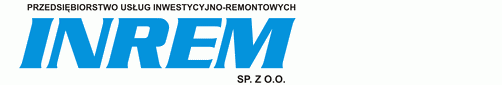 PRZEDSIĘBIORSTWO USŁUG INWESTYCYJNO-REMONTOWYCH
INREM
SP. Z O.O.